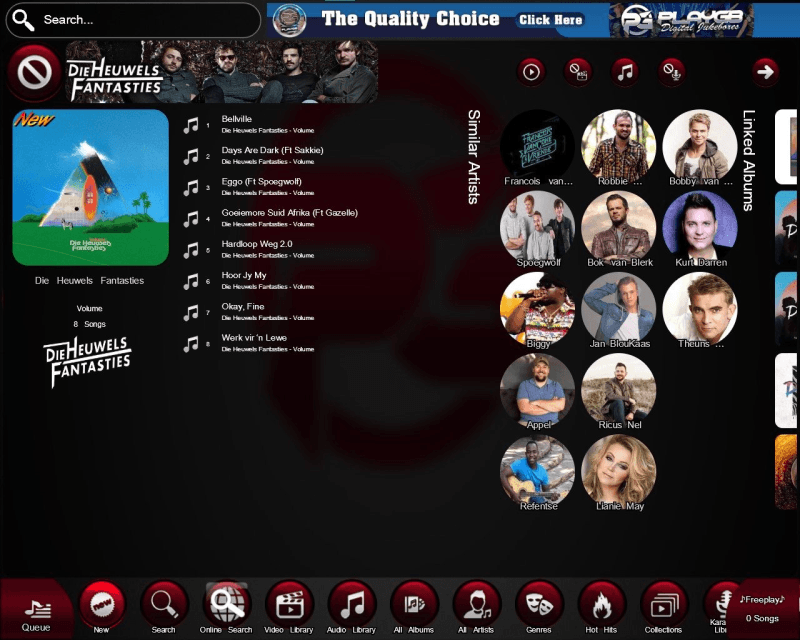 Search...
The Quality Choice
Click Here
PLAYGB
Digital Jukeboxes
DIE HEUWELS
FANTASTIES
New
Die Heuwels
Fantasties
Die Heuwels Fantasties
Volume
8 Songs
DIE HEUWELS
FANTASTIES
1 Bellville
Die Heuwels Fantasties - Volume
2 Days Are Dark (Ft Sakkie)
Die Heuwels Fantasties - Volume
3 Eggo (Ft Spoegwolf)
Die Heuwels Fantasties - Volume
4 Goeiemore Suid Afrika (Ft Gazelle)
Die Heuwels Fantasties - Volume
5 Hardloop Weg 2.0
Die Heuwels Fantasties - Volume
6 Hoor Jy My
Die Heuwels Fantasties - Volume
7 Okay, Fine
Die Heuwels Fantasties - Volume
8 Werk vir 'n Lewe
Die Heuwels Fantasties - Volume
Similar Artists
Francois van...
Robbie ...
Bobby van ...
Spoegwolf
Bok van Blerk
Kurt Darren
Biggy
Jan BlouKaas
Theuns ...
Appel
Ricus Nel
Refentse
Lianie May
Linked Albums
Queue
New
Search
Online Search
Video Library
Audio Library
All Albums
All Artists
Genres
Hot Hits
Collections
Kara
Lib
♪Freeplay♪
0 Songs